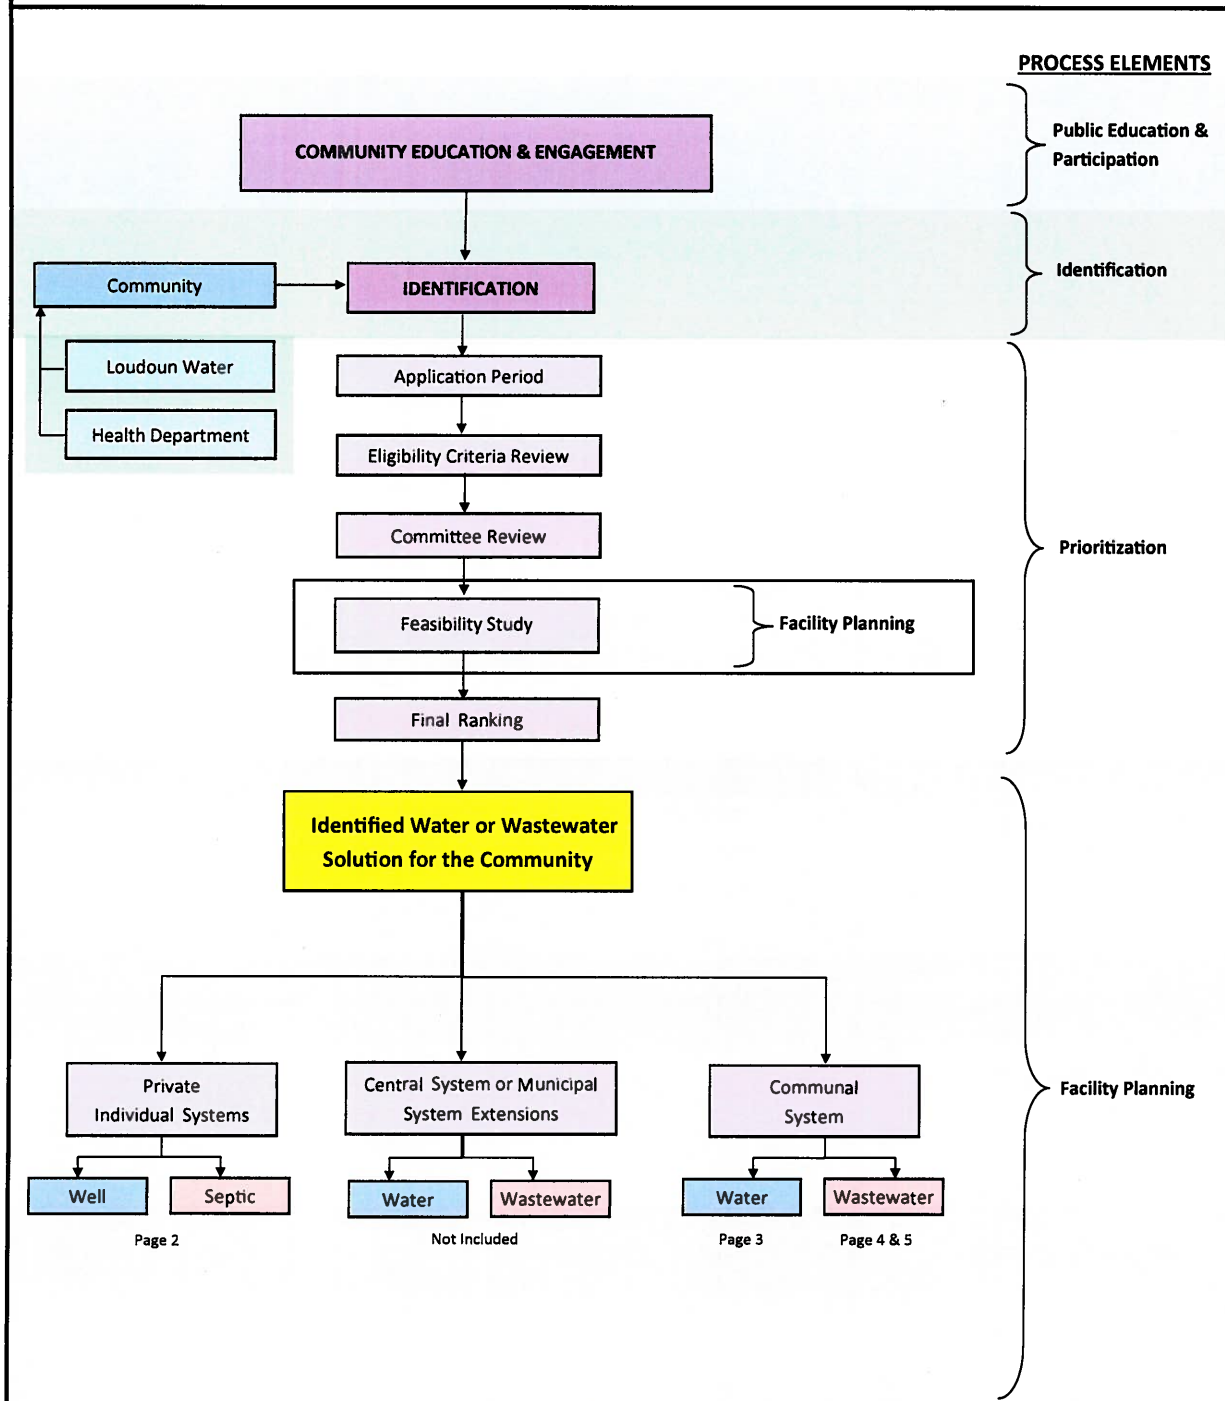 PROCESS ELEMENTS
Public Education &
Participation
COMMUNITY EDUCATION & ENGAGEMENT
Identification
Community
IDENTIFICATION
Loudoun Water
Application Period
Health Department
Eligibility Criteria Review
Committee Review
Prioritization
Feasibility Study
Facility Planning
Final Ranking
Identified Water or Wastewater
Solution for the Community
Private
Individual Systems
Central System or Municipal
System Extensions
Communal
System
Facility Planning
Well
Septic
Water
Wastewater
Water
Wastewater
Page 2
Not Included
Page 3
Page 4 & 5